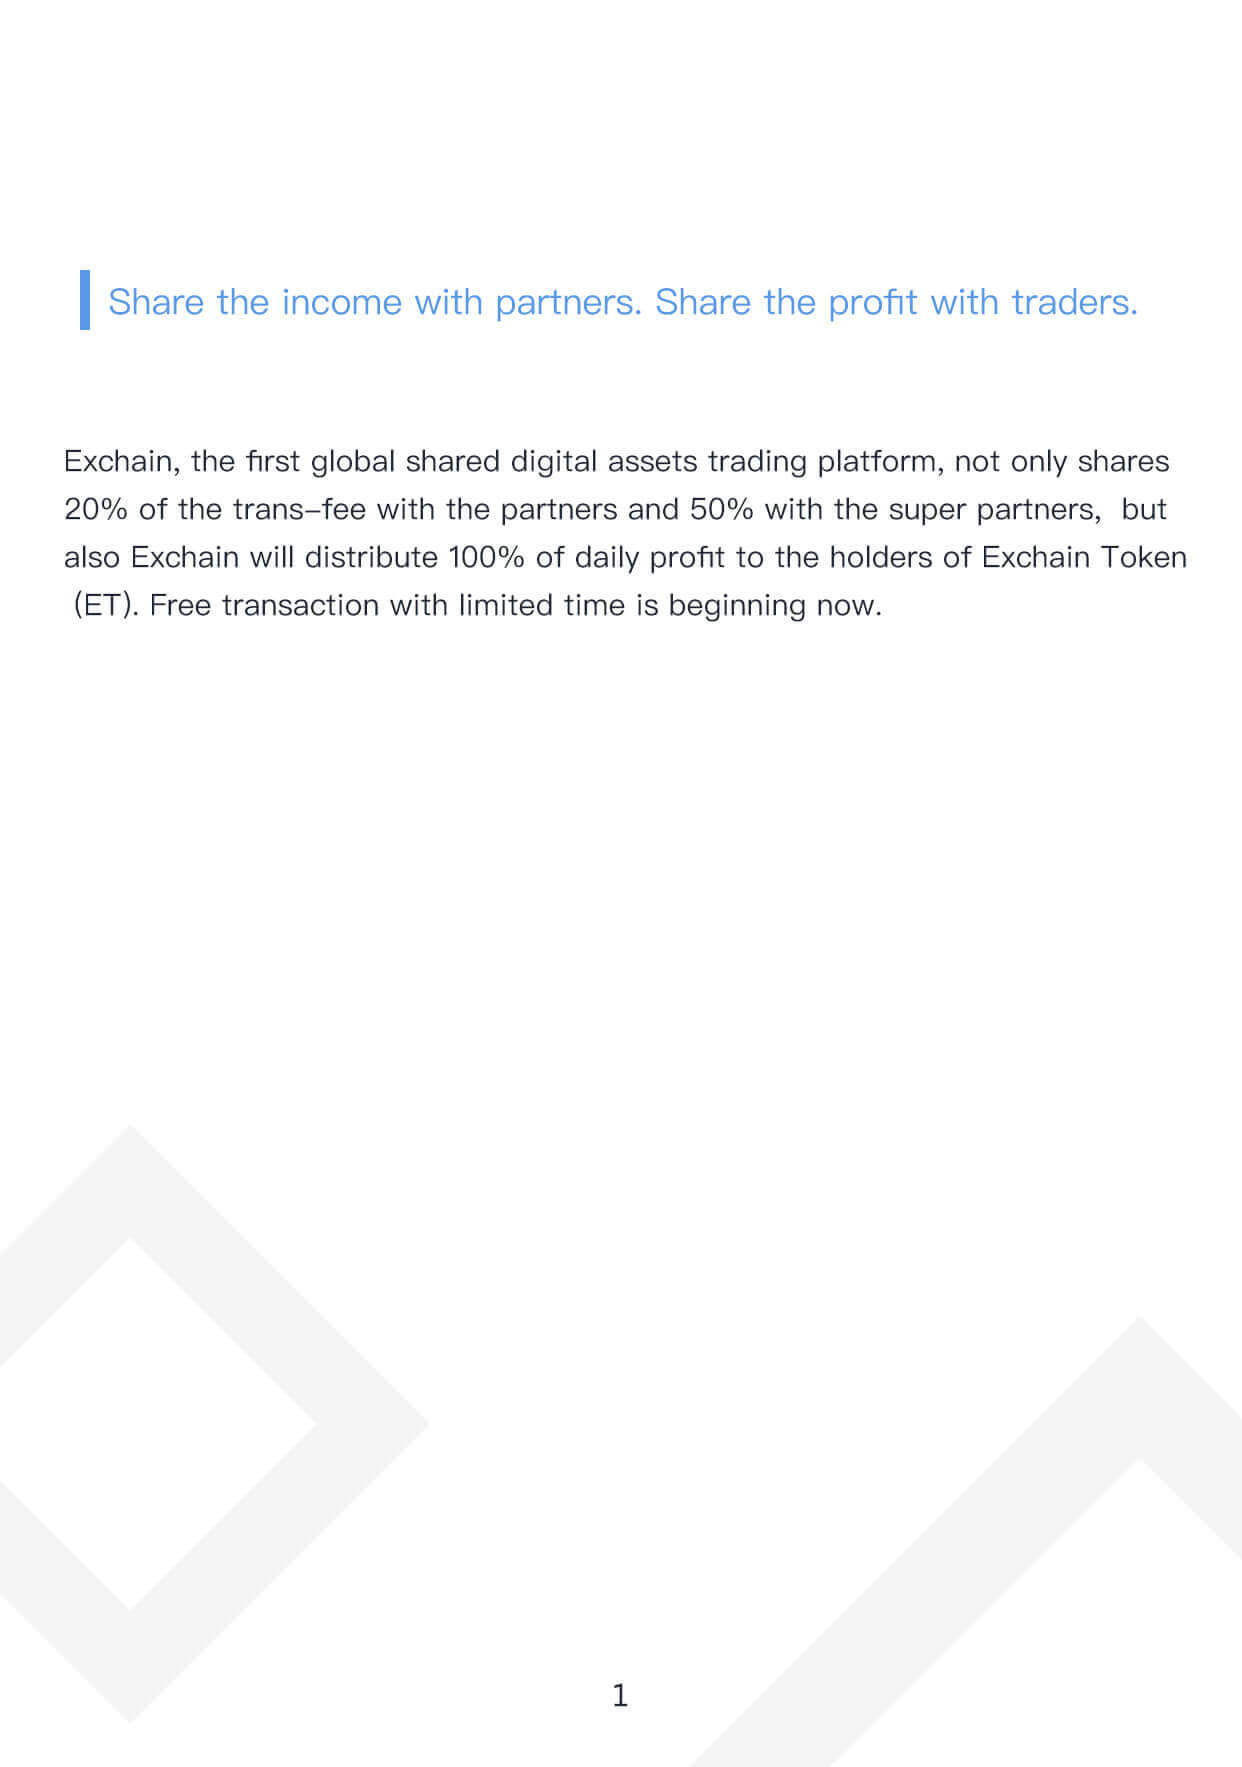 Share the income with partners. Share the profit with traders.
Exchain, the first global shared digital assets trading platform, not only shares
20% of the trans–fee with the partners and 50% with the super partners,  but
also Exchain will distribute 100% of daily profit to the holders of Exchain Token
(ET). Free transaction with limited time is beginning now.
1